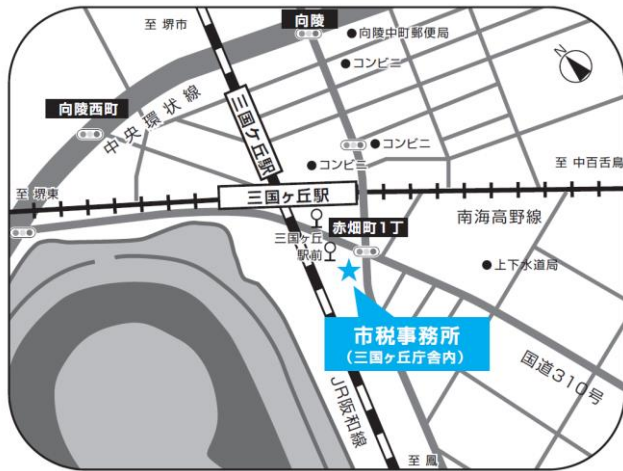 至 堺市
向陵
向陵中町郵便局
コンビニ
N
向陵西町
中央環状線
三国ヶ丘駅
コンビニ
コンビニ
至 中百舌鳥
至 堺東
三国ヶ丘駅
南海高野線
三国ヶ丘
駅前
赤畑町1丁
上下水道局
市税事務所
(三国ヶ丘庁舎内)
国道310号
JR阪和線
至 鳳